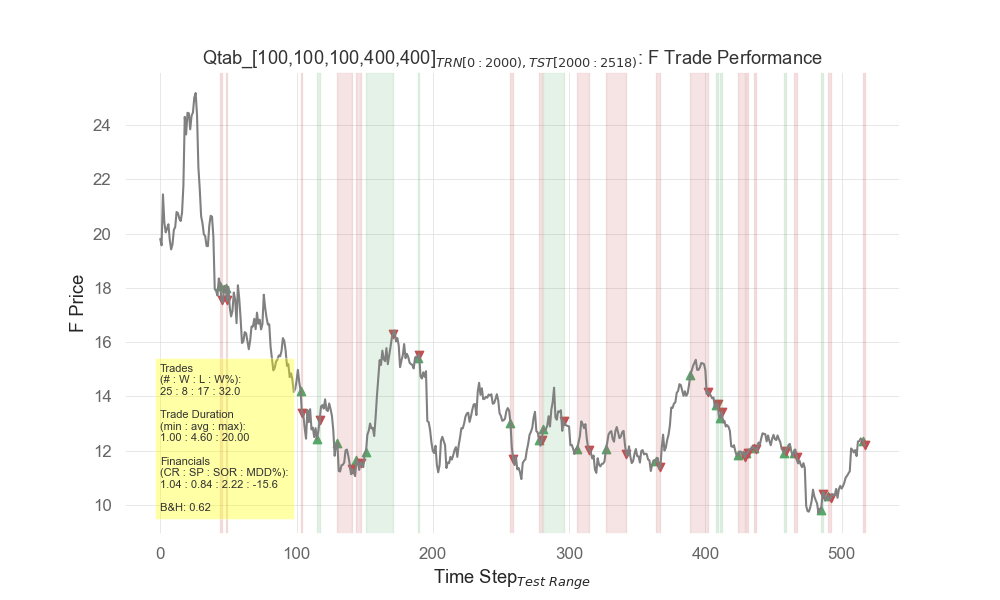 Qtab_[100,100,100,400,400]TRN[0 : 2000), TST[2000 : 2518): F Trade Performance
F Price
24
22
20
18
16
14
12
10
Trades
(# : W : L : W%):
25 : 8 : 17 : 32.0
Trade Duration
(min : avg : max):
1.00 : 4.60 : 20.00
Financials
(CR : SP : SOR : MDD%):
1.04 : 0.84 : 2.22 : -15.6
B&H: 0.62
0 100 200 300 400 500
Time Step Test Range